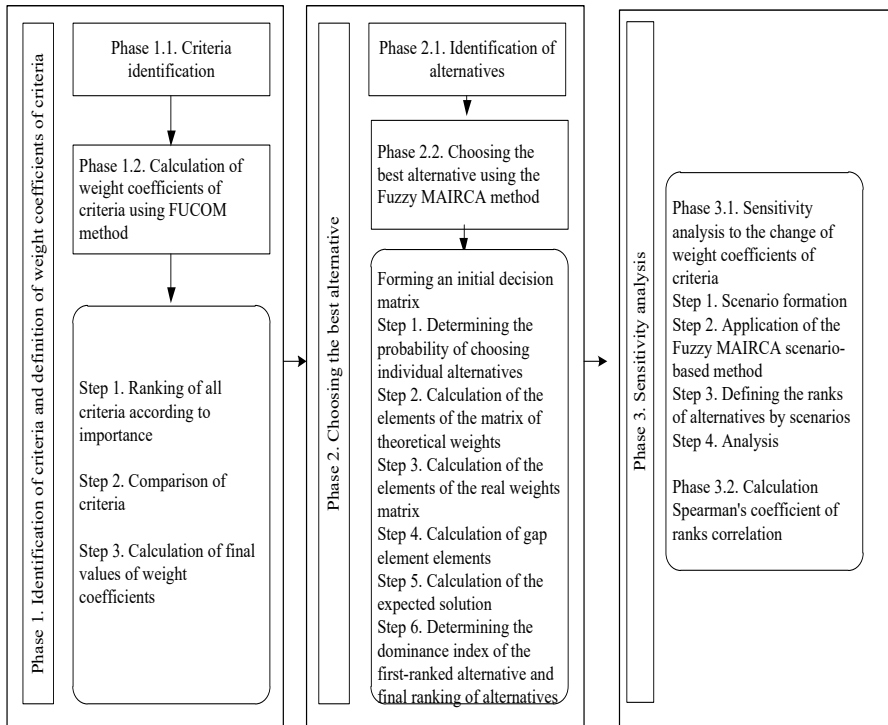 Phase 1. Identification of criteria and definition of weight coefficients of criteria
Phase 1.1. Criteria
identification
Phase 1.2. Calculation of
weight coefficients of
criteria using FUCOM
method
Step 1. Ranking of all
criteria according to
importance
Step 2. Comparison of
criteria
Step 3. Calculation of final
values of weight
coefficients
Phase 2. Choosing the best alternative
Phase 2.1. Identification of
alternatives
Phase 2.2. Choosing the
best alternative using the
Fuzzy MAIRCA method
Forming an initial decision
matrix
Step 1. Determining the
probability of choosing
individual alternatives
Step 2. Calculation of the
elements of the matrix of
theoretical weights
Step 3. Calculation of the
elements of the real weights
matrix
Step 4. Calculation of gap
element elements
Step 5. Calculation of the
expected solution
Step 6. Determining the
dominance index of the
first-ranked alternative and
final ranking of alternatives
Phase 3. Sensitivity analysis
Phase 3.1. Sensitivity
analysis to the change of
weight coefficients of
criteria
Step 1. Scenario formation
Step 2. Application of the
Fuzzy MAIRCA scenario-
based method
Step 3. Defining the ranks
of alternatives by scenarios
Step 4. Analysis
Phase 3.2. Calculation
Spearman's coefficient of
ranks correlation